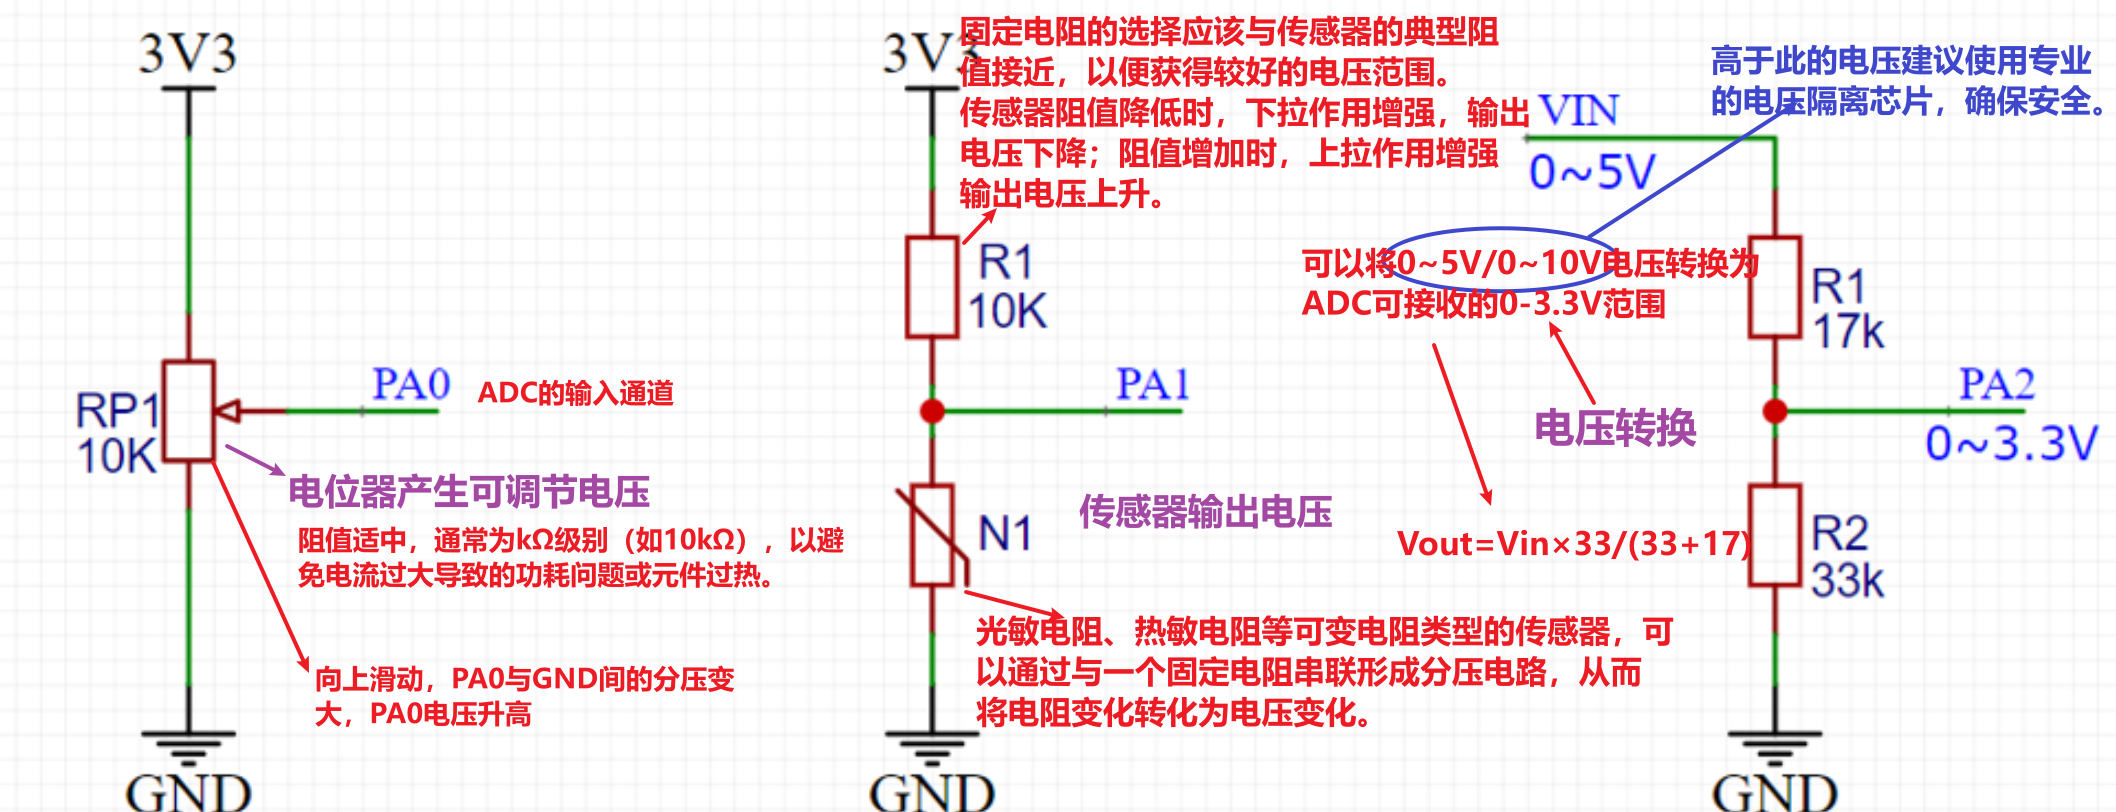 3V3
RP1
10K
PA0
ADC的输入通道
电位器产生可调节电压
阻值适中，通常为kΩ级别（如10kΩ），以避
免电流过大导致的功耗问题或元件过热。
向上滑动，PA0与GND间的分压变
大，PA0电压升高
GND
3V3
固定电阻的选择应该与传感器的典型阻
值接近，以便获得较好的电压范围。
传感器阻值降低时，下拉作用增强，输出
电压下降；阻值增加时，上拉作用增强
输出电压上升。
R1
10K
PA1
N1
传感器输出电压
光敏电阻、热敏电阻等可变电阻类型的传感器，可
以通过与一个固定电阻串联形成分压电路，从而
将电阻变化转化为电压变化。
GND
高于此的电压建议使用专业
的电压隔离芯片，确保安全。
VIN
0~5V
可以将0~5V/0~10V电压转换为
ADC可接收的0-3.3V范围
R1
17k
PA2
0~3.3V
电压转换
Vout=Vin×33/(33+17)
R2
33k
GND